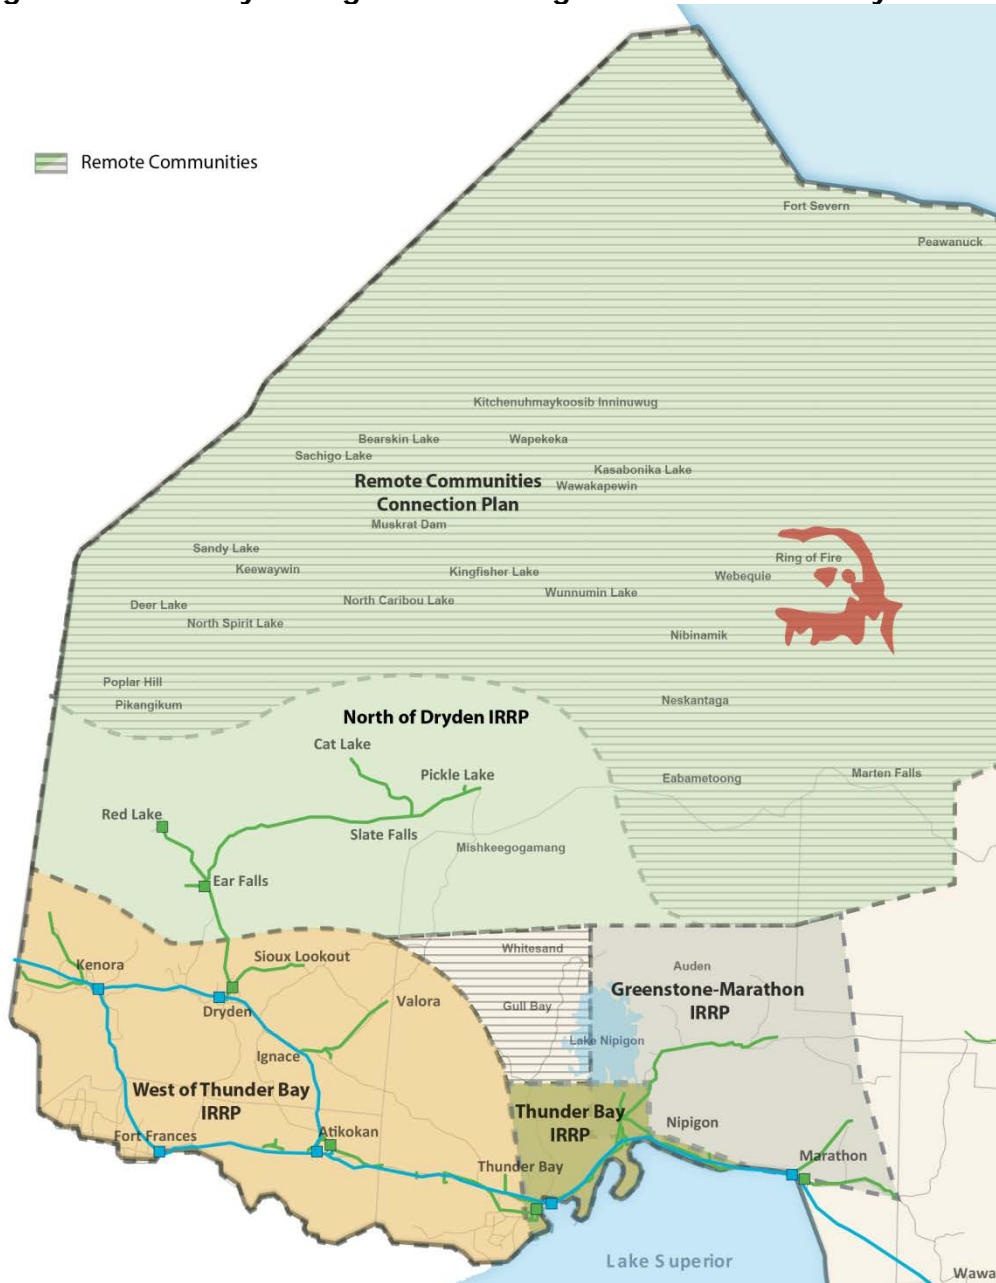 Remote Communities
Fort Severn
Peawanuck
Kitchenuhmaykoosib Inninuwug
Bearskin Lake
Wapekeka
Sachigo Lake
Kasabonika Lake
Remote Communities
Connection Plan
Wawakapewin
Muskrat Dam
Sandy Lake
Ring of Fire
Keewaywin
Kingfisher Lake
Webequie
Wunnumin Lake
Deer Lake
North Caribou Lake
North Spirit Lake
Nibinamik
Poplar Hill
Pikangikum
Neskantaga
North of Dryden IRRP
Cat Lake
Pickle Lake
Eabametoong
Marten Falls
Red Lake
Slate Falls
Mishkeegogamang
Ear Falls
Whitesand
Sioux Lookout
Kenora
Auden
Greenstone-Marathon
IRRP
Valora
Gull Bay
Dryden
Lake Nipigon
Ignace
West of Thunder Bay
IRRP
Thunder Bay
IRRP
Nipigon
Fort Frances
Atikokan
Marathon
Thunder Bay
Lake Superior
Wawa